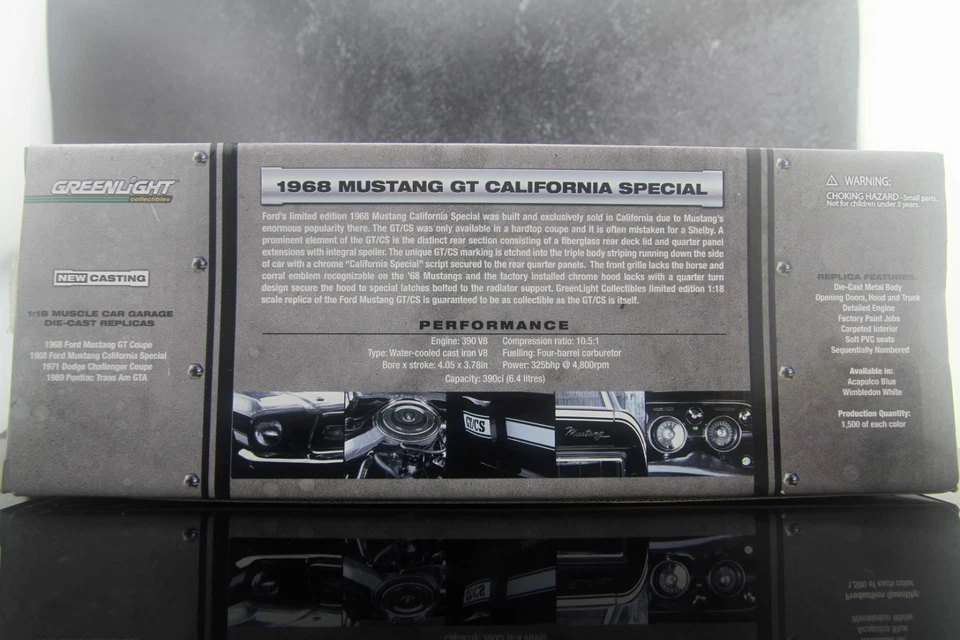 GREENLiGHT
collectibles
NEW CASTING
1:18 MUSCLE CAR GARAGE
DIE-CAST REPLICAS
1968 Ford Mustang GT Coupe
1968 Ford Mustang California Special
1971 Dodge Challenger Coupe
1989 Pontiac Trans Am GTA
1968 MUSTANG GT CALIFORNIA SPECIAL
Ford's limited edition 1968 Mustang California Special was built and exclusively sold in California due to Mustang's
enormous popularity there. The GT/CS was only available in a hardtop coupe and it is often mistaken for a Shelby. A
prominent element of the GT/CS is the distinct rear section consisting of a fiberglass rear deck lid and quarter panel
extensions with integral spoiler. The unique GT/CS marking is etched into the triple body striping running down the side
of car with a chrome "California Special" script secured to the rear quarter panels. The front grille lacks the horse and
corral emblem recognizable on the '68 Mustangs and the factory installed chrome hood locks with a quarter turn
design secure the hood to special latches bolted to the radiator support. GreenLight Collectibles limited edition 1:18
scale replica of the Ford Mustang GT/CS is guaranteed to be as collectible as the GT/CS is itself.
PERFORMANCE
Engine: 390 V8 Compression ratio: 10.5:1
Type: Water-cooled cast iron V8 Fuelling: Four-barrel carburetor
Bore x stroke: 4.05 x 3.78in Power: 325bhp @ 4,800rpm
Capacity: 390ci (6.4 litres)
GT/CS
Mustang
WARNING:
CHOKING HAZARD-Small parts.
Not for children under 3 years.
REPLICA FEATURES:
Die-Cast Metal Body
Opening Doors, Hood and Trunk
Detailed Engine
Factory Paint Jobs
Carpeted Interior
Soft PVC seats
Sequentially Numbered
Available in:
Acapulco Blue
Wimbledon White
Production Quantity:
1,500 of each color